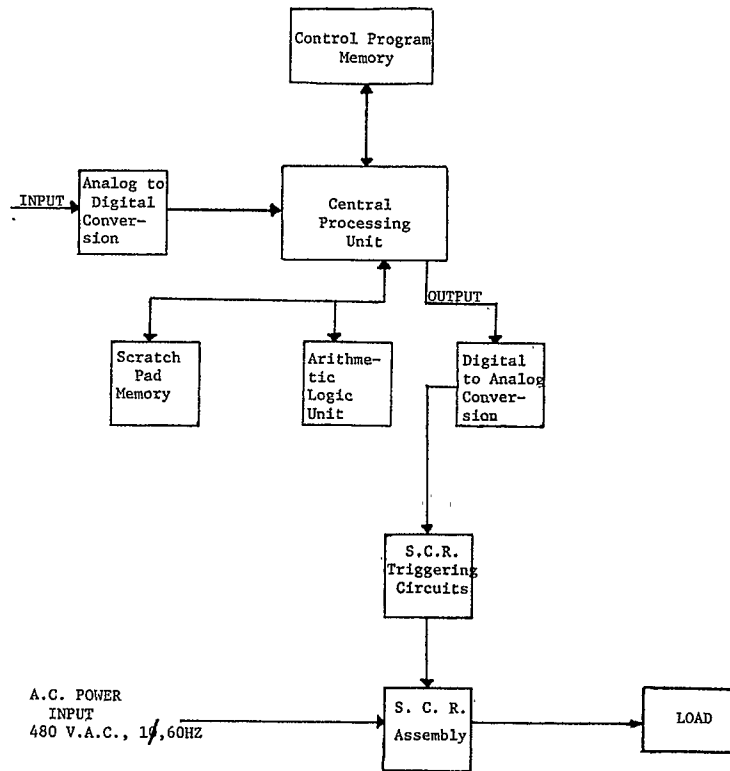 Control Program
Memory
INPUT
Analog to
Digital
Conver-
sion
Central
Processing
Unit
OUTPUT
Scratch
Pad
Memory
Arithme-
tic
Logic
Unit
Digital
to Analog
Conver-
sion
S.C.R.
Triggering
Circuits
A.C. POWER
INPUT
480 V.A.C., 1ø,60HZ
S. C. R.
Assembly
LOAD